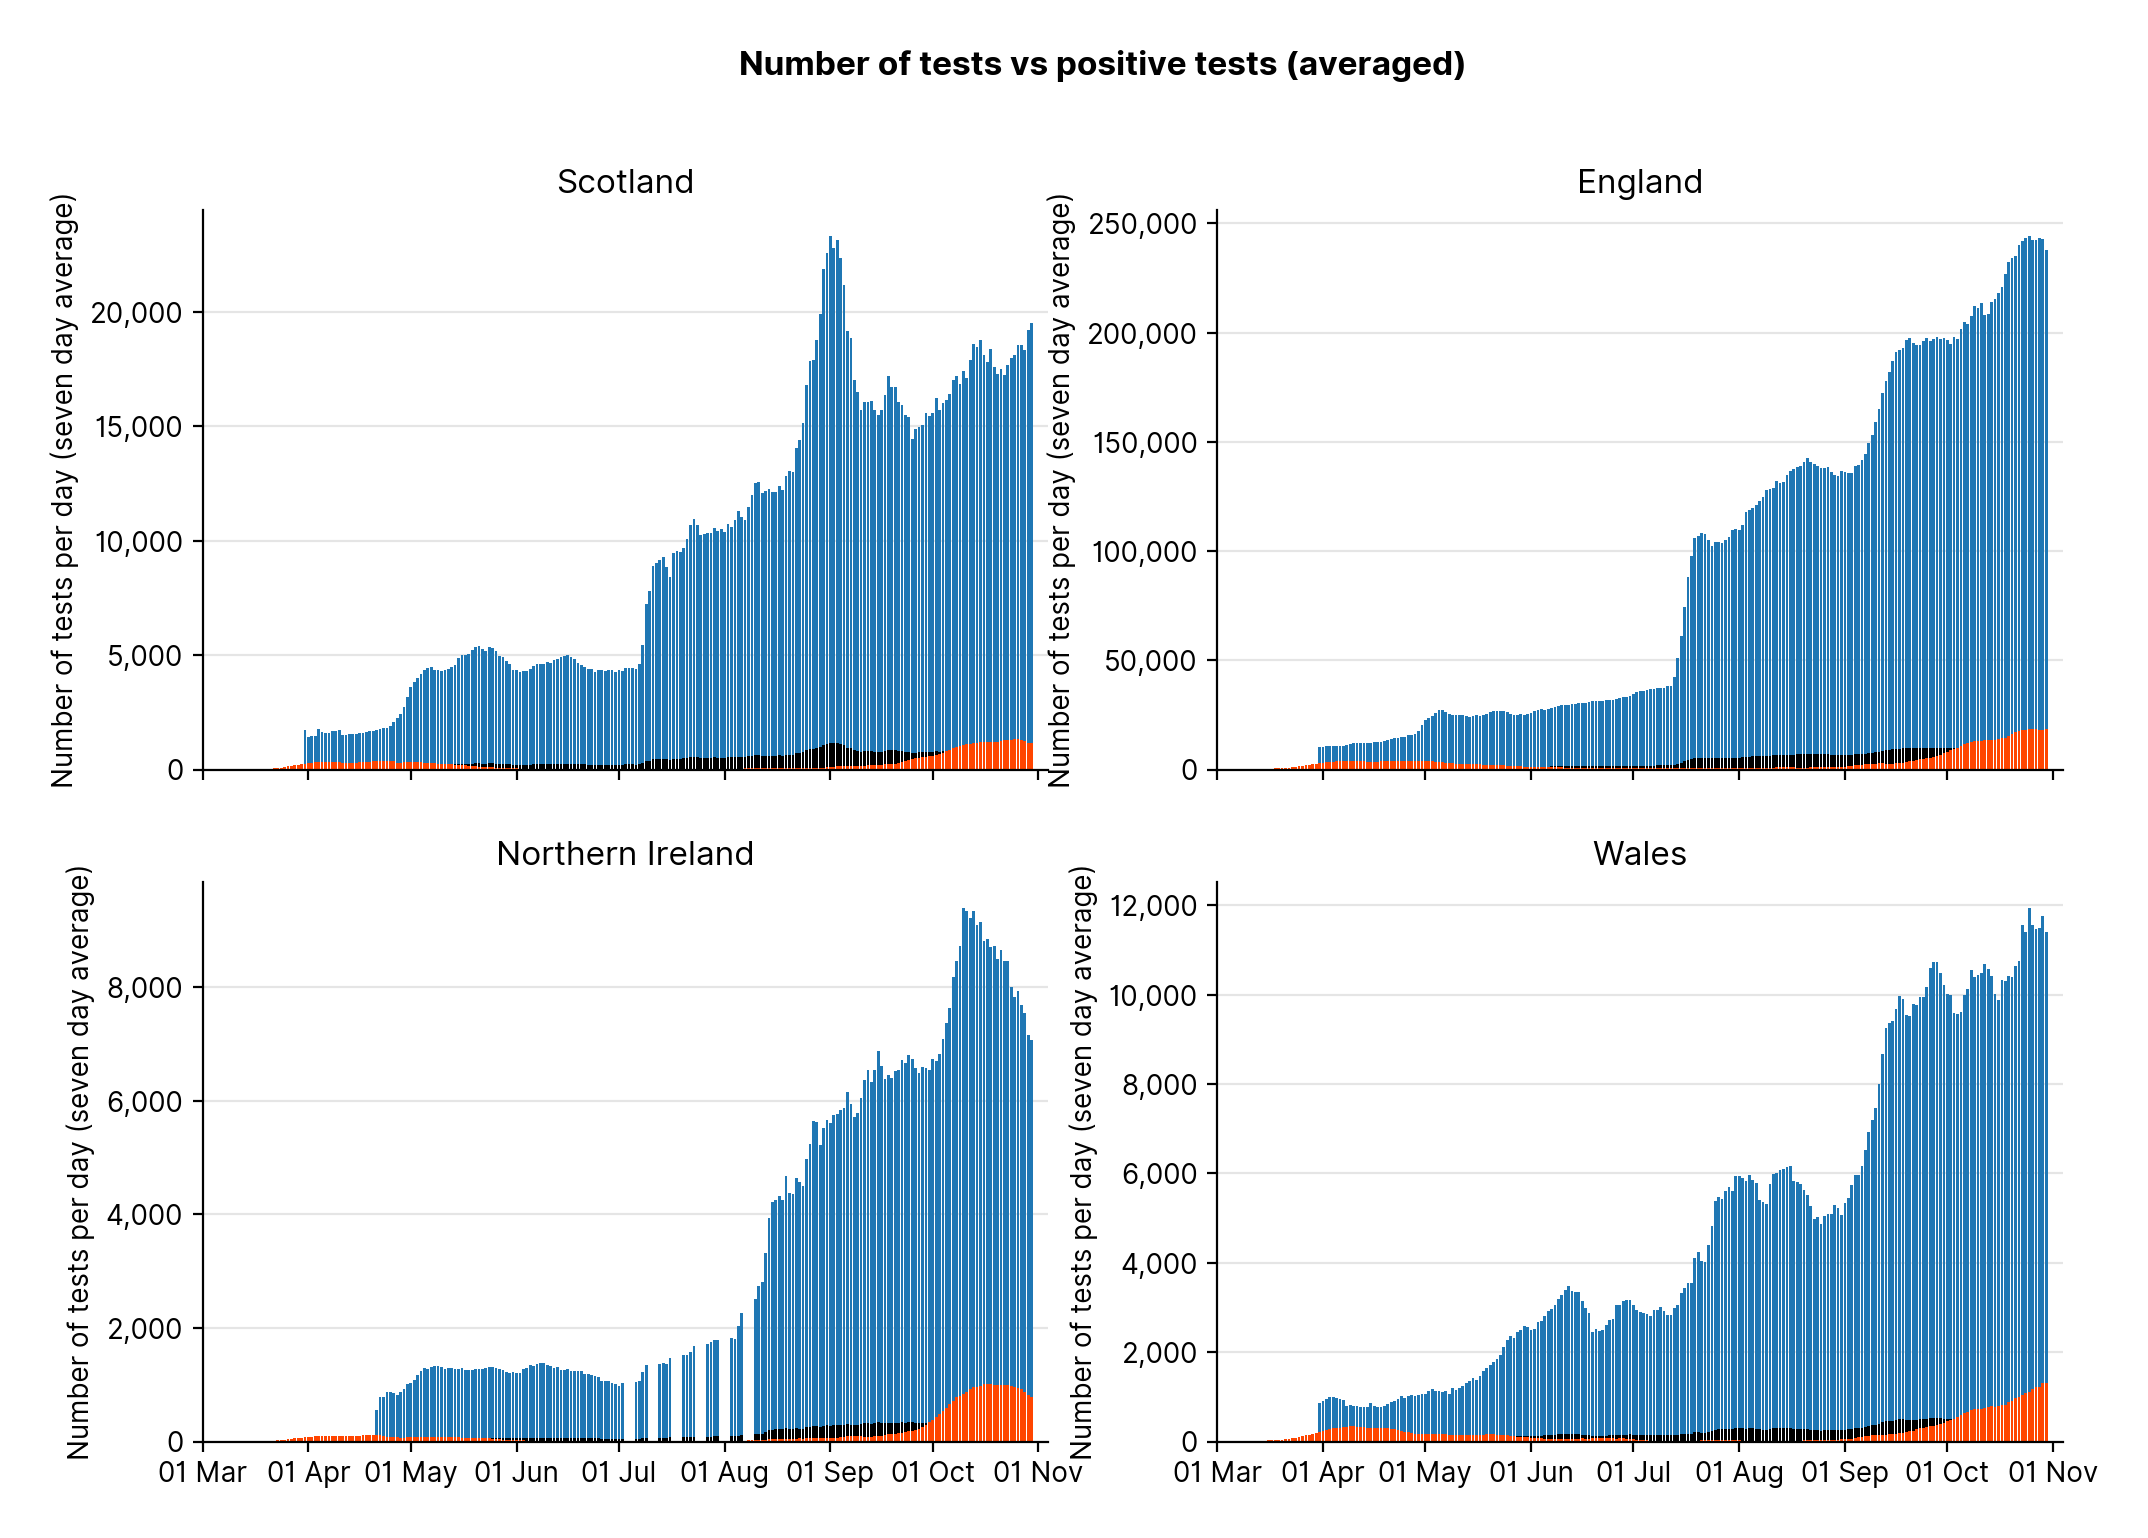 Number of tests vs positive tests (averaged)
Scotland
Number of tests per day (seven day average)
20,000
15,000
10,000
5,000
0
England
Number of tests per day (seven day average)
250,000
200,000
150,000
100,000
50,000
0
Northern Ireland
Number of tests per day (seven day average)
8,000
6,000
4,000
2,000
0
01 Mar 01 Apr 01 May 01 Jun 01 Jul 01 Aug 01 Sep 01 Oct 01 Nov
Wales
Number of tests per day (seven day average)
12,000
10,000
8,000
6,000
4,000
2,000
0
01 Mar 01 Apr 01 May 01 Jun 01 Jul 01 Aug 01 Sep 01 Oct 01 Nov